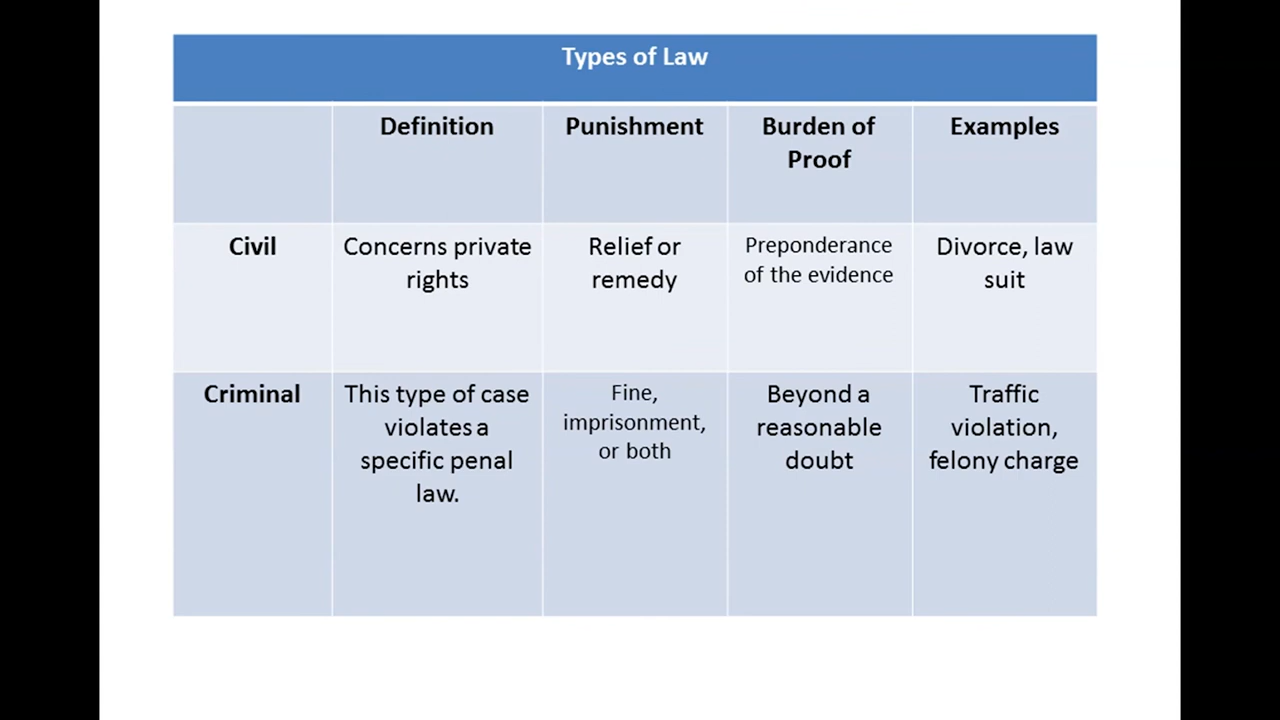 Types of Law
Definition
Punishment
Burden of
Proof
Examples
Civil
Concerns private
rights
Relief or
remedy
Preponderance
of the evidence
Divorce, law
suit
Criminal
This type of case
violates a
specific penal
law.
Fine,
imprisonment,
or both
Beyond a
reasonable
doubt
Traffic
violation,
felony charge